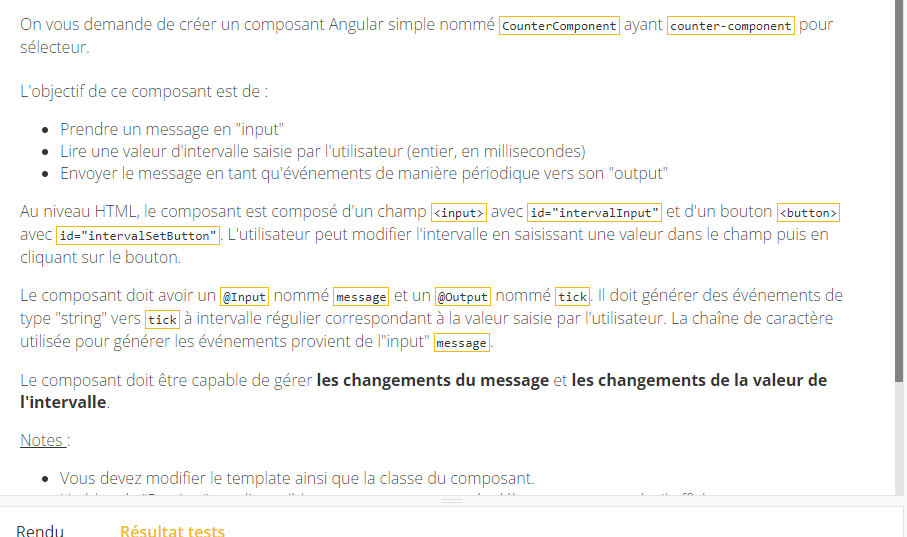 On vous demande de créer un composant Angular simple nommé CounterComponent ayant counter-component pour
sélecteur.
L'objectif de ce composant est de :
Prendre un message en "input"
Lire une valeur d'intervalle saisie par l'utilisateur (entier, en millisecondes)
Envoyer le message en tant qu'événements de manière périodique vers son "output"
Au niveau HTML, le composant est composé d'un champ <input> avec id="intervalInput" et d'un bouton <button>
avec id="intervalSetButton". L'utilisateur peut modifier l'intervalle en saisissant une valeur dans le champ puis en
cliquant sur le bouton.
Le composant doit avoir un @Input nommé message et un @Output nommé tick. Il doit générer des événements de
type "string" vers tick à intervalle régulier correspondant à la valeur saisie par l'utilisateur. La chaîne de caractère
utilisée pour générer les événements provient de l"input" message.
Le composant doit être capable de gérer les changements du message et les changements de la valeur de
l'intervalle.
Notes :
Vous devez modifier le template ainsi que la classe du composant.
Rendu
Résultat tests